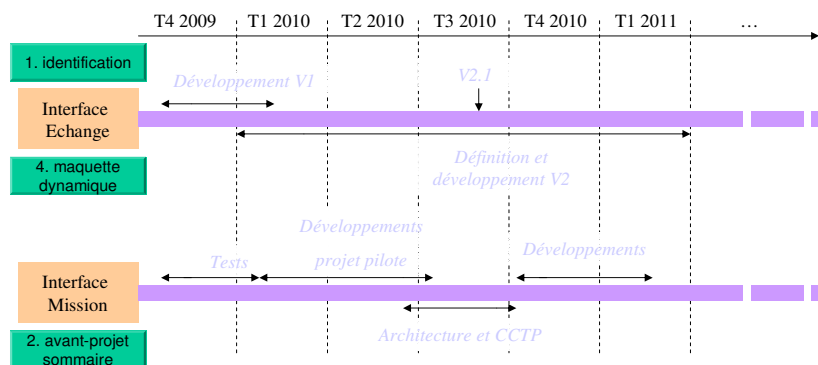 T4 2009 T1 2010 T2 2010 T3 2010 T4 2010 T1 2011 …
1. identification
Développement V1
V2.1
Interface
Echange
4. maquette
dynamique
Définition et
développement V2
Développements
projet pilote
Tests
Développements
Interface
Mission
Architecture et CCTP
2. avant-projet
sommaire